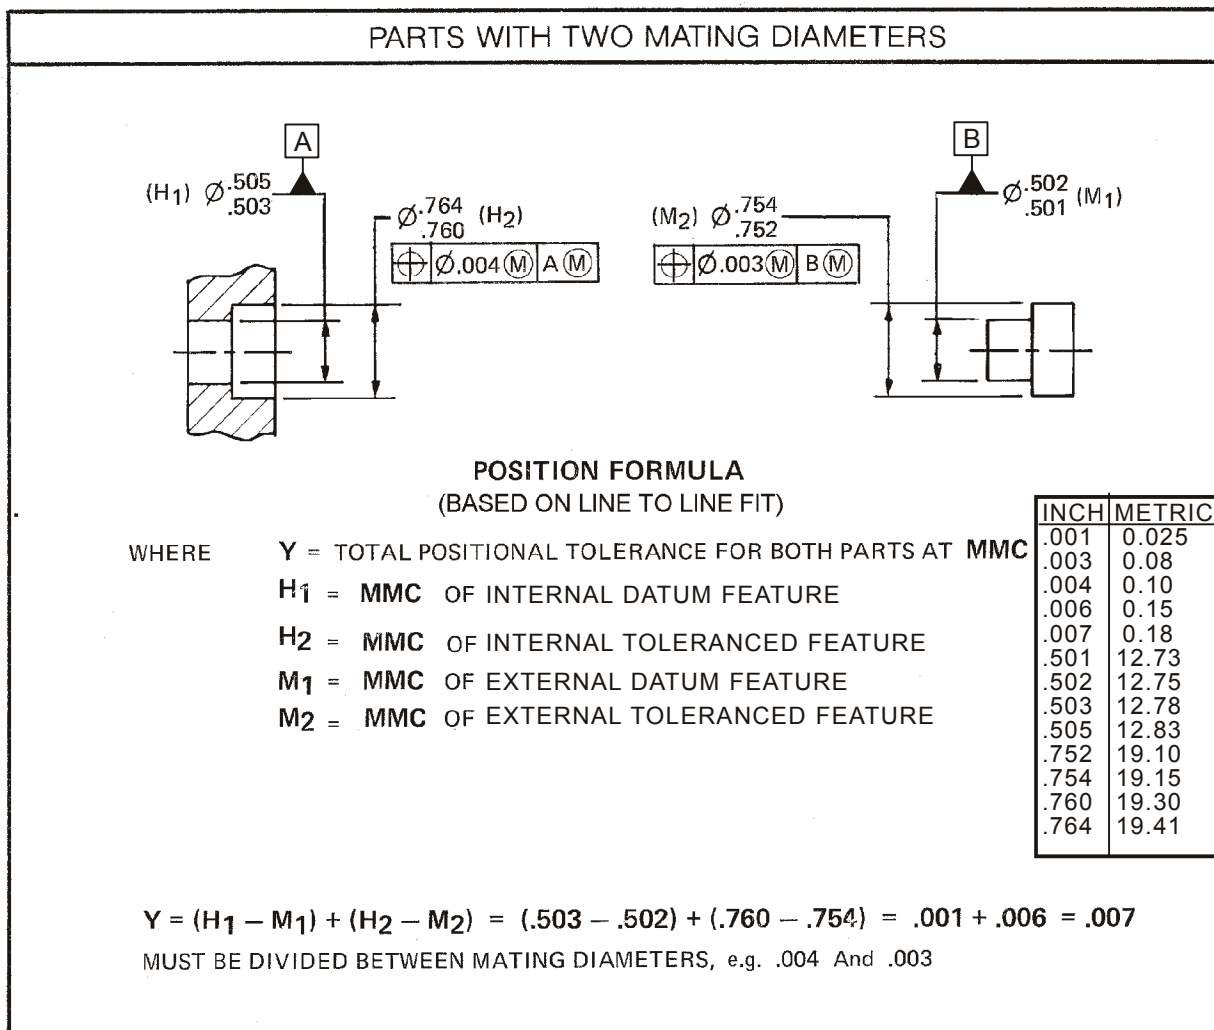 PARTS WITH TWO MATING DIAMETERS
A
B
(H1) Ø.505
.503
Ø.764 (H2)
.760
⌖ Ø.004Ⓜ A Ⓜ
(M2) Ø.754
.752
⌖ Ø.003Ⓜ B Ⓜ
Ø.502 (M1)
.501
POSITION FORMULA
(BASED ON LINE TO LINE FIT)
WHERE Y = TOTAL POSITIONAL TOLERANCE FOR BOTH PARTS AT MMC
H1 = MMC OF INTERNAL DATUM FEATURE
H2 = MMC OF INTERNAL TOLERANCED FEATURE
M1 = MMC OF EXTERNAL DATUM FEATURE
M2 = MMC OF EXTERNAL TOLERANCED FEATURE
INCH METRIC
.001 0.025
.003 0.08
.004 0.10
.006 0.15
.007 0.18
.501 12.73
.502 12.75
.503 12.78
.505 12.83
.752 19.10
.754 19.15
.760 19.30
.764 19.41
Y = (H1 – M1) + (H2 – M2) = (.503 – .502) + (.760 – .754) = .001 + .006 = .007
MUST BE DIVIDED BETWEEN MATING DIAMETERS, e.g. .004 And .003